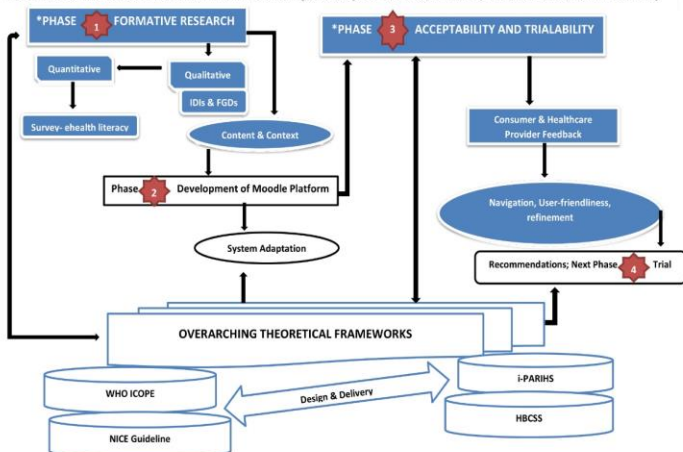 *PHASE 1 FORMATIVE RESEARCH
*PHASE 3 ACCEPTABILITY AND TRIALABILITY
Quantitative
Qualitative
IDIs & FGDs
Survey- ehealth literacy
Content & Context
Consumer & Healthcare
Provider Feedback
Phase 2 Development of Moodle Platform
Navigation, User-friendliness,
refinement
System Adaptation
Recommendations; Next Phase 4 Trial
OVERARCHING THEORETICAL FRAMEWORKS
WHO ICOPE
Design & Delivery
i-PARIHS
HBCSS
NICE Guideline